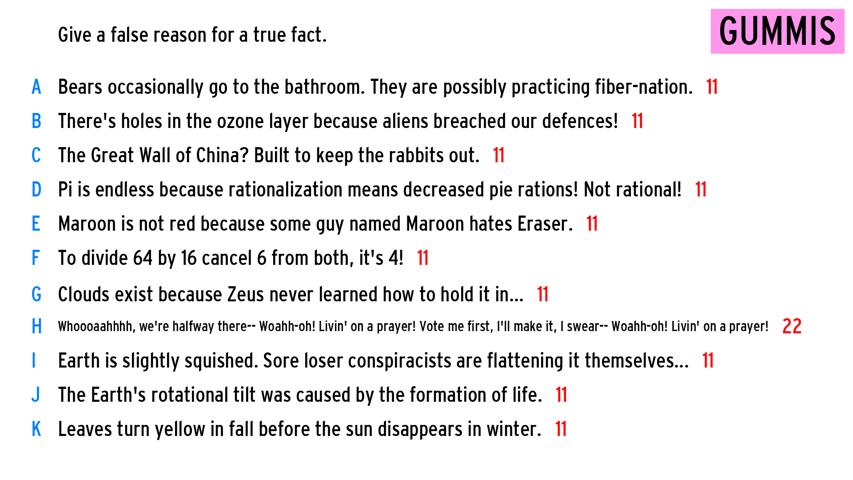 Give a false reason for a true fact.
GUMMIS
A Bears occasionally go to the bathroom. They are possibly practicing fiber-nation. 11
B There's holes in the ozone layer because aliens breached our defences! 11
C The Great Wall of China? Built to keep the rabbits out. 11
D Pi is endless because rationalization means decreased pie rations! Not rational! 11
E Maroon is not red because some guy named Maroon hates Eraser. 11
F To divide 64 by 16 cancel 6 from both, it's 4! 11
G Clouds exist because Zeus never learned how to hold it in... 11
H Whoooaahhhh, we're halfway there-- Woahh-oh! Livin' on a prayer! Vote me first, I'll make it, I swear-- Woahh-oh! Livin' on a prayer! 22
I Earth is slightly squished. Sore loser conspiracists are flattening it themselves... 11
J The Earth's rotational tilt was caused by the formation of life. 11
K Leaves turn yellow in fall before the sun disappears in winter. 11